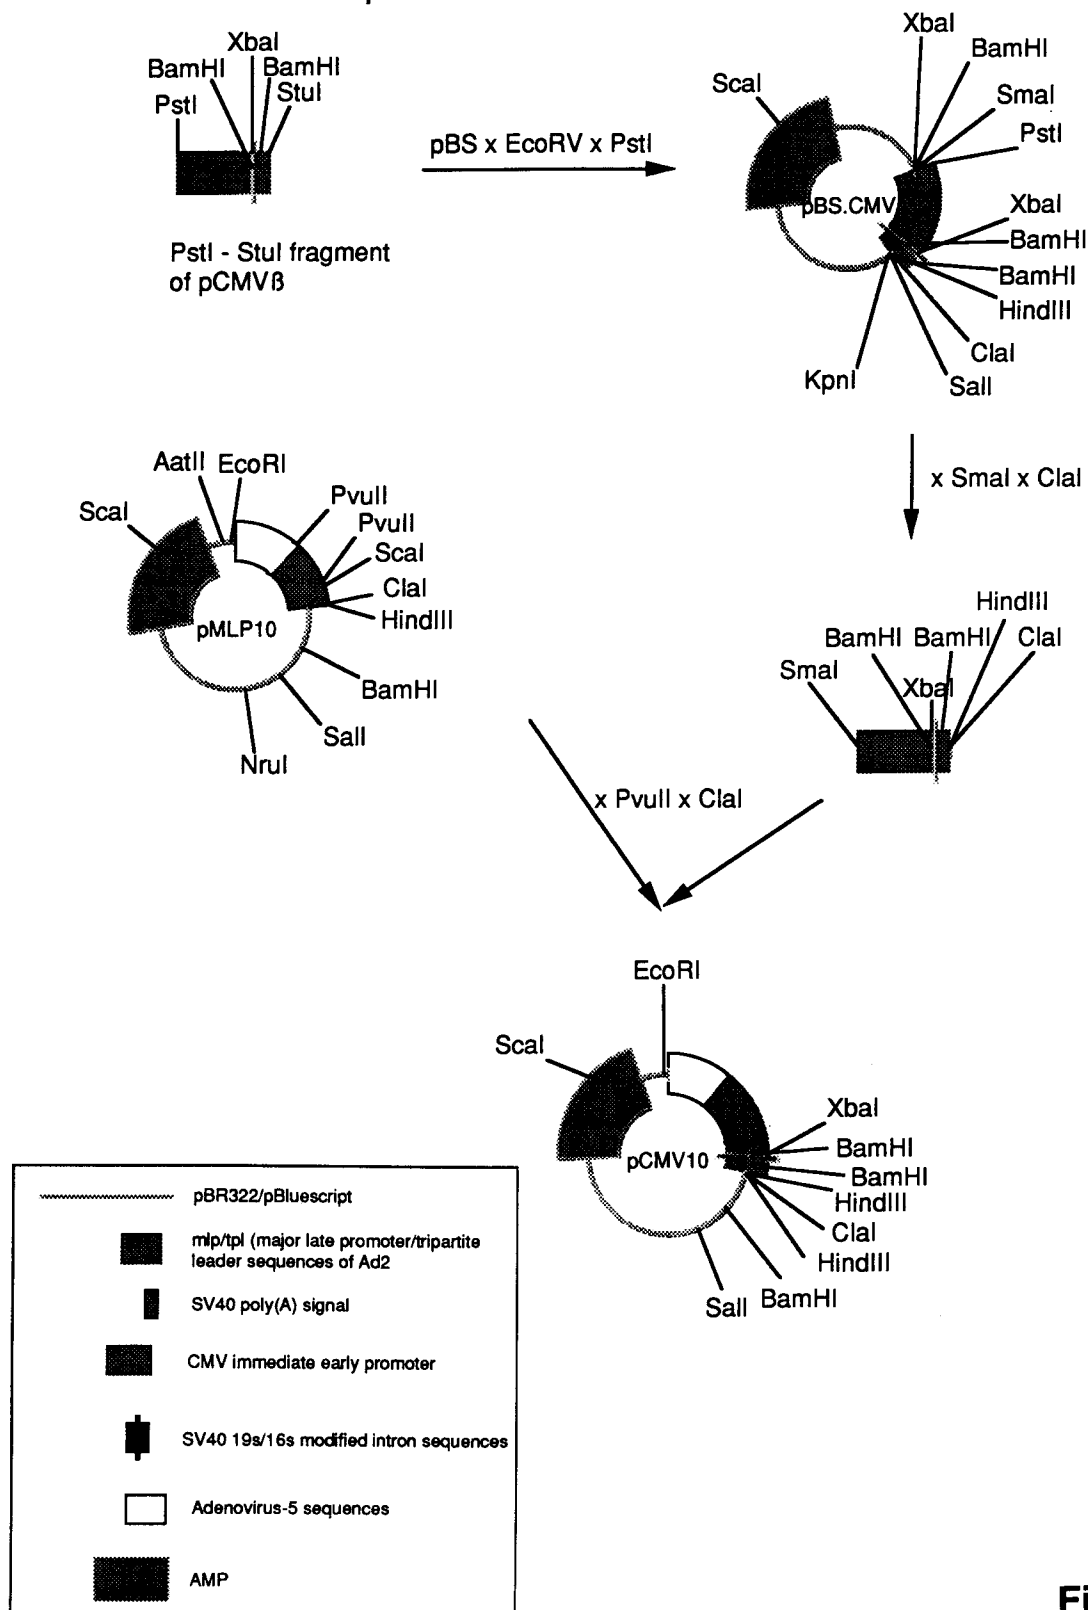 XbaI
BamHI
BamHI
PstI
StuI
PstI - StuI fragment
of pCMVß
pBS x EcoRV x PstI
XbaI
BamHI
ScaI
SmaI
PstI
pBS.CMV
XbaI
BamHI
BamHI
HindIII
ClaI
SalI
KpnI
x SmaI x ClaI
AatII
EcoRI
PvuII
ScaI
PvuII
ScaI
ClaI
HindIII
pMLP10
BamHI
SalI
NruI
HindIII
BamHI
BamHI
ClaI
SmaI
XbaI
x PvuII x ClaI
EcoRI
ScaI
XbaI
BamHI
pCMV10
BamHI
HindIII
ClaI
HindIII
BamHI
SalI
pBR322/pBluescript
mlp/tpl (major late promoter/tripartite
leader sequences of Ad2
SV40 poly(A) signal
CMV immediate early promoter
SV40 19s/16s modified intron sequences
Adenovirus-5 sequences
AMP